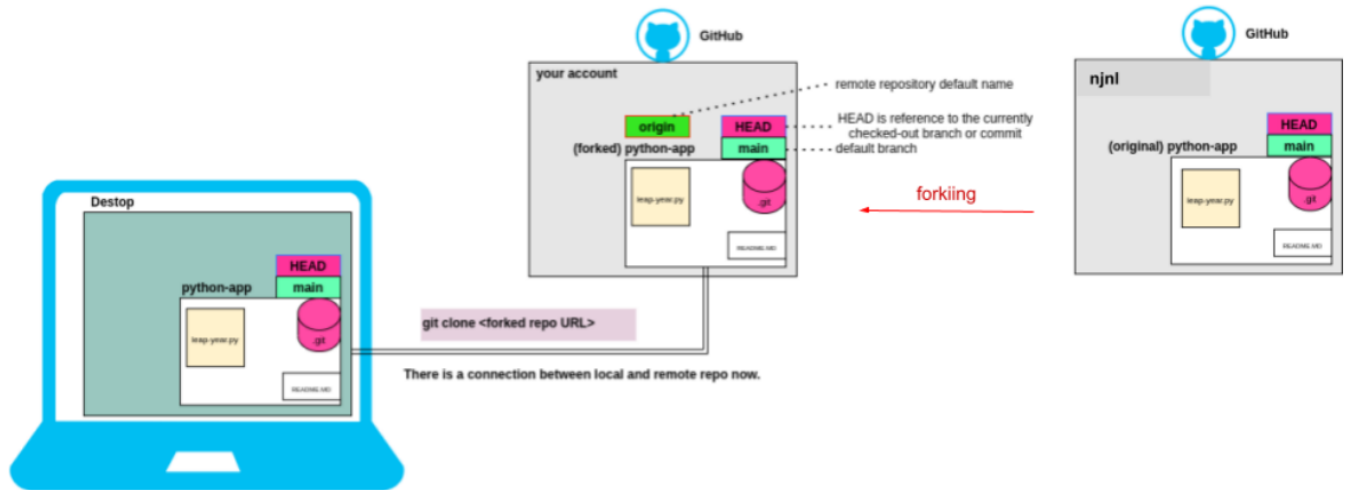 GitHub
your account
remote repository default name
origin
HEAD
HEAD is reference to the currently
checked-out branch or commit
(forked) python-app
main
default branch
leap-year.py
.git
README.MD
GitHub
njnl
HEAD
(original) python-app
main
leap-year.py
.git
README.MD
forkiing
Destop
HEAD
python-app
main
leap-year.py
.git
README.MD
git clone <forked repo URL>
There is a connection between local and remote repo now.